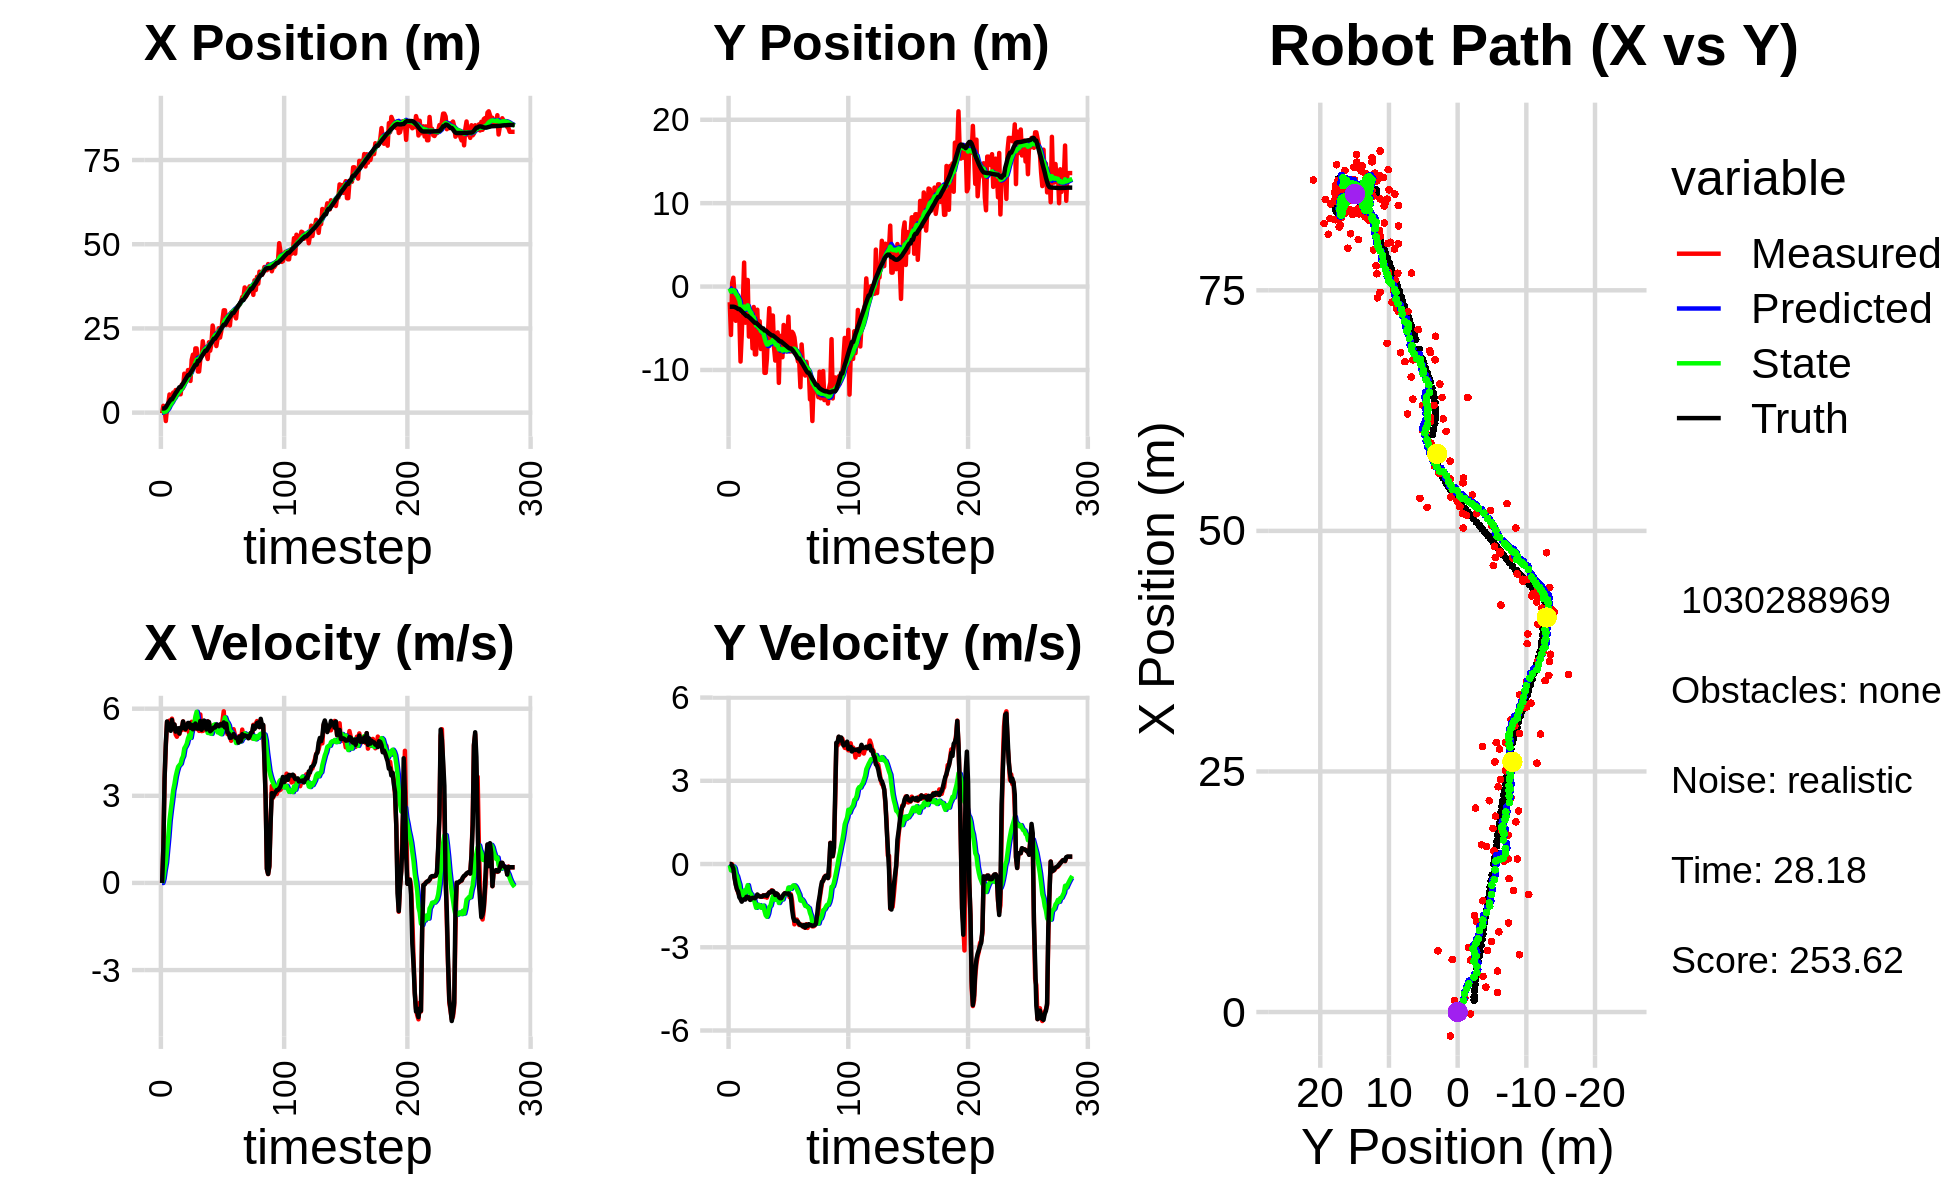 X Position (m)
75
50
25
0
0
100
200
300
timestep
Y Position (m)
20
10
0
-10
0
100
200
300
timestep
X Velocity (m/s)
6
3
0
-3
0
100
200
300
timestep
Y Velocity (m/s)
6
3
0
-3
-6
0
100
200
300
timestep
Robot Path (X vs Y)
X Position (m)
75
50
25
0
20 10 0 -10 -20
Y Position (m)
variable
Measured
Predicted
State
Truth
1030288969
Obstacles: none
Noise: realistic
Time: 28.18
Score: 253.62